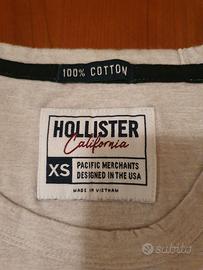 100% COTTON
HOLLISTER
California
XS
PACIFIC MERCHANTS
DESIGNED IN THE USA
MADE IN VIETNAM
subito